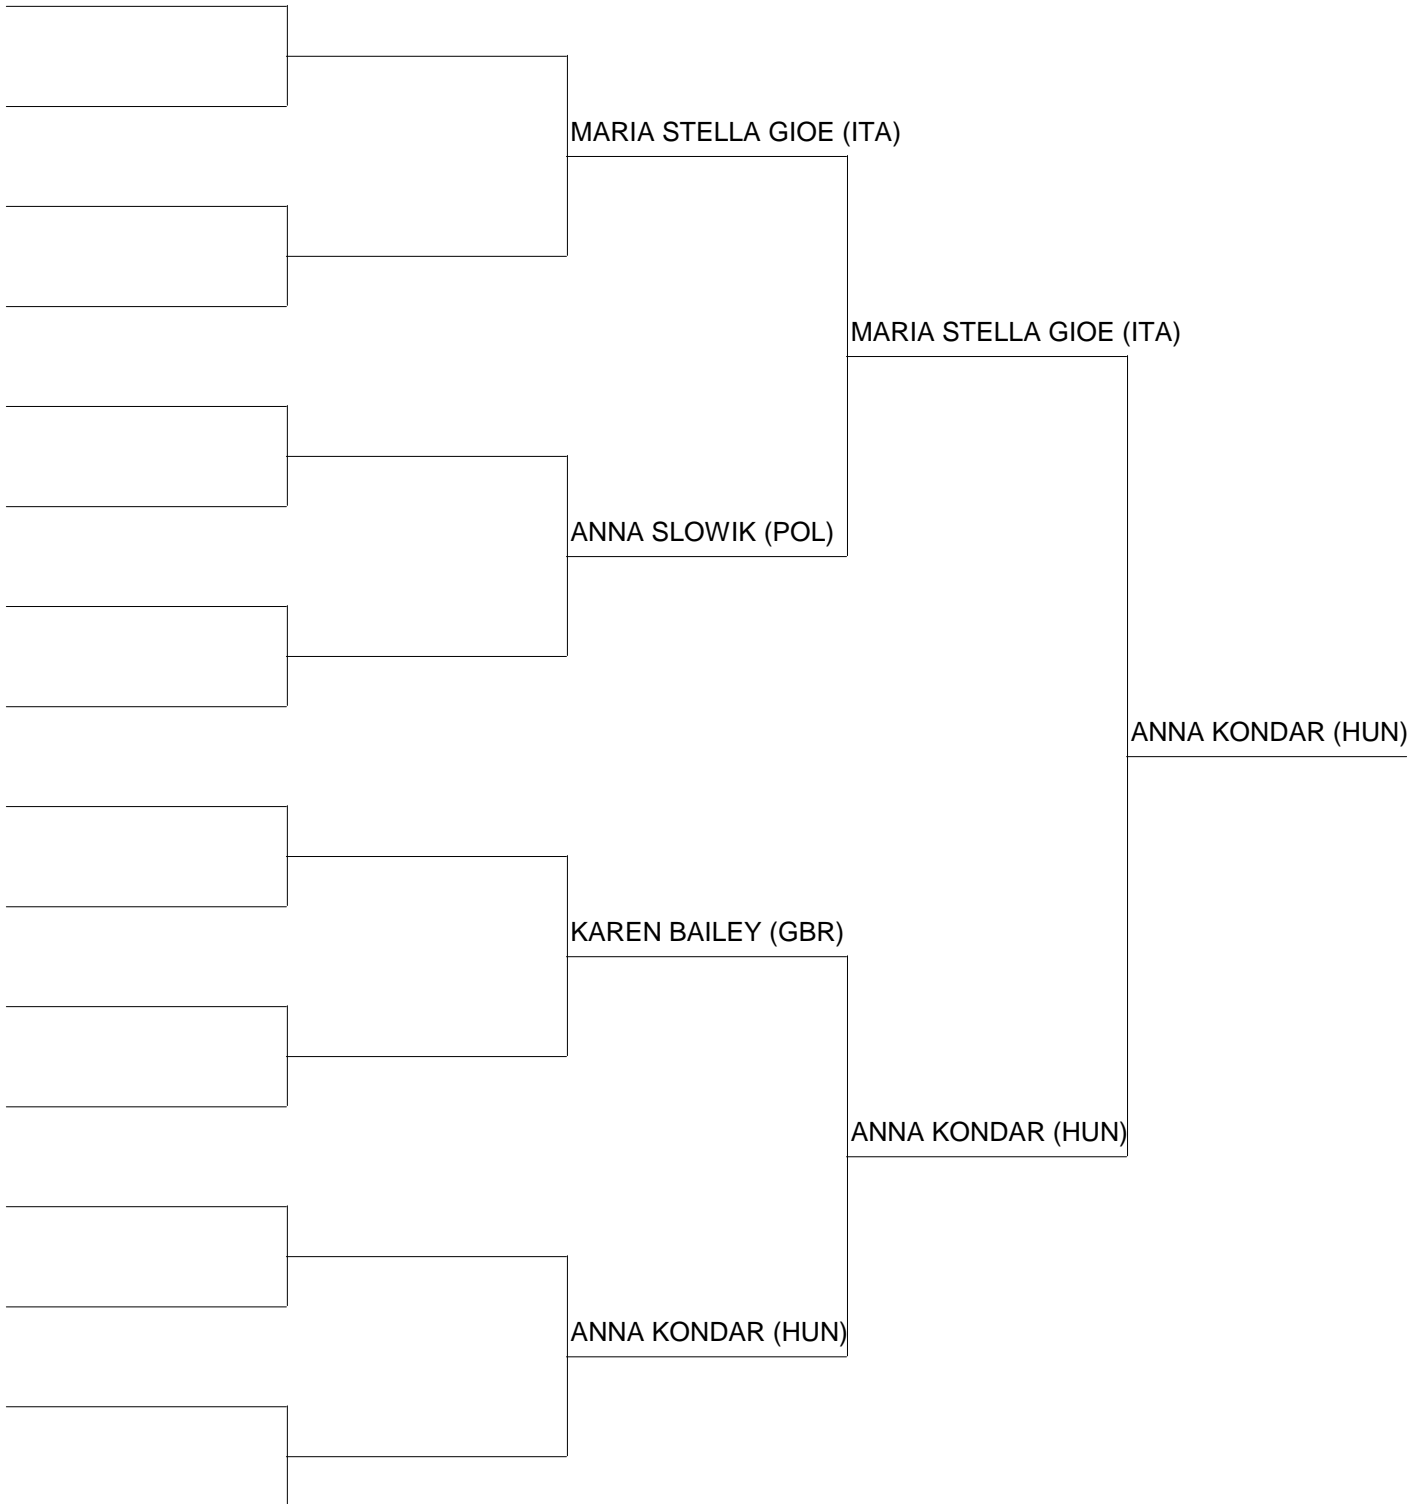 MARIA STELLA GIOE (ITA)
MARIA STELLA GIOE (ITA)
ANNA SLOWIK (POL)
ANNA KONDAR (HUN)
KAREN BAILEY (GBR)
ANNA KONDAR (HUN)
ANNA KONDAR (HUN)